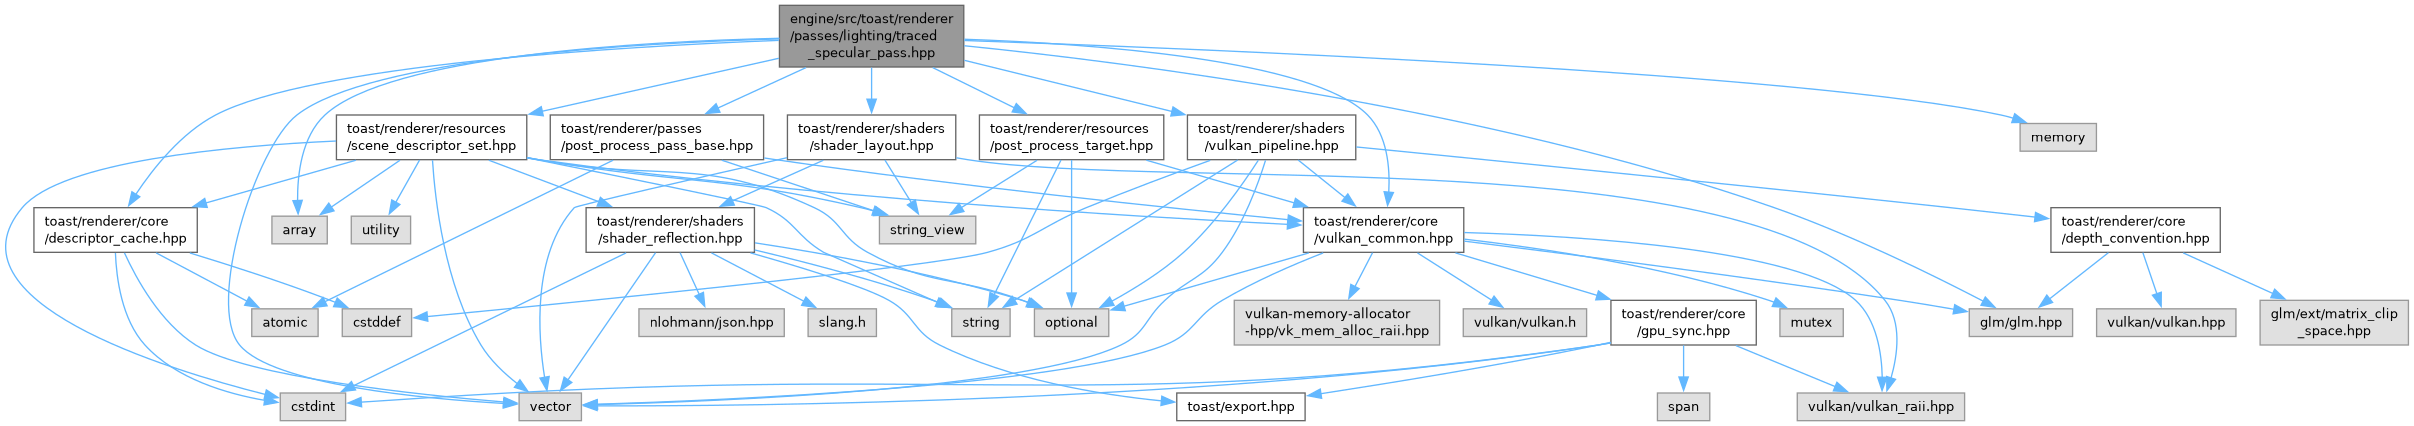 engine/src/toast/renderer
/passes/lighting/traced
_specular_pass.hpp
toast/renderer/resources
/scene_descriptor_set.hpp
toast/renderer/passes
/post_process_pass_base.hpp
toast/renderer/shaders
/shader_layout.hpp
toast/renderer/resources
/post_process_target.hpp
toast/renderer/shaders
/vulkan_pipeline.hpp
memory
toast/renderer/core
/descriptor_cache.hpp
array
utility
toast/renderer/shaders
/shader_reflection.hpp
string_view
toast/renderer/core
/vulkan_common.hpp
toast/renderer/core
/depth_convention.hpp
atomic
cstddef
nlohmann/json.hpp
slang.h
string
optional
vulkan-memory-allocator
-hpp/vk_mem_alloc_raii.hpp
vulkan/vulkan.h
toast/renderer/core
/gpu_sync.hpp
mutex
glm/glm.hpp
vulkan/vulkan.hpp
glm/ext/matrix_clip
_space.hpp
cstdint
vector
toast/export.hpp
span
vulkan/vulkan_raii.hpp